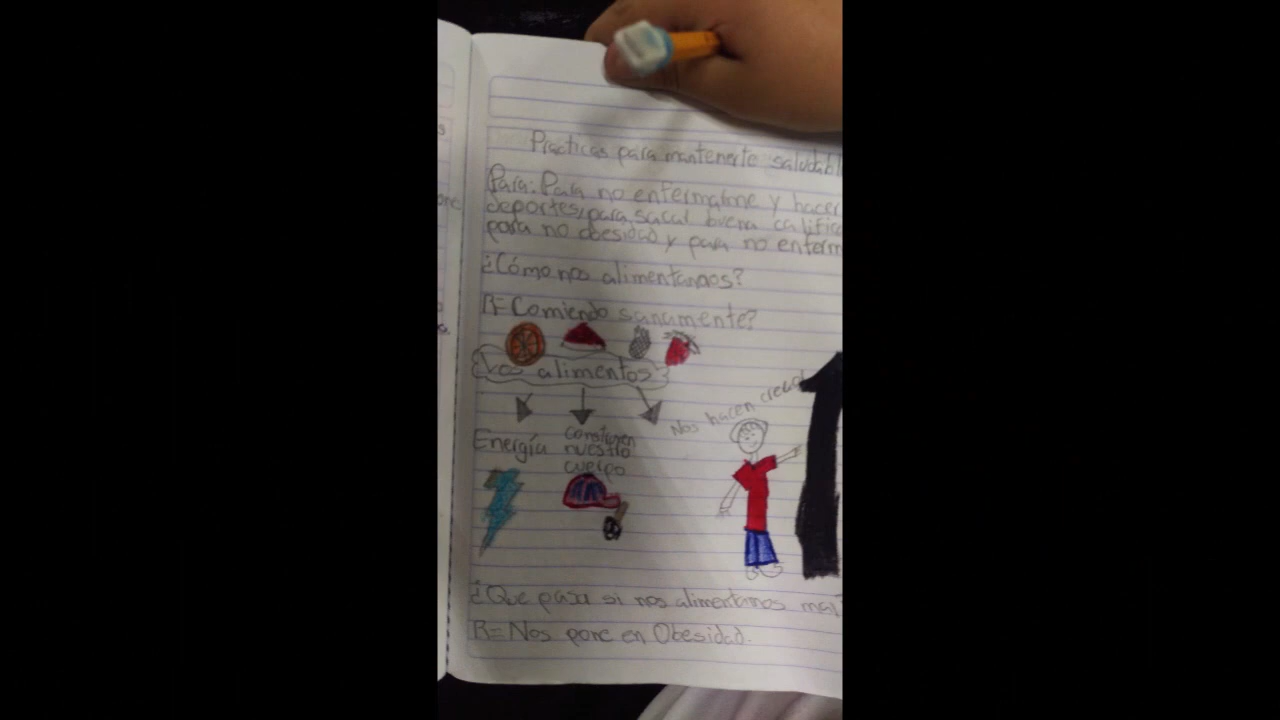 Practicas para mantenerte saludabl
Para: Para no enfermarme y hacer
deportes, para sacar buena califica
para no obesidad y para no enferm
¿Cómo nos alimentamos?
R= Comiendo sanamente?
Los alimentos
Nos hacen crecer
Energía
construyen
nuestro
cuerpo
¿Que pasa si nos alimentamos mal?
R= Nos pone en Obesidad.